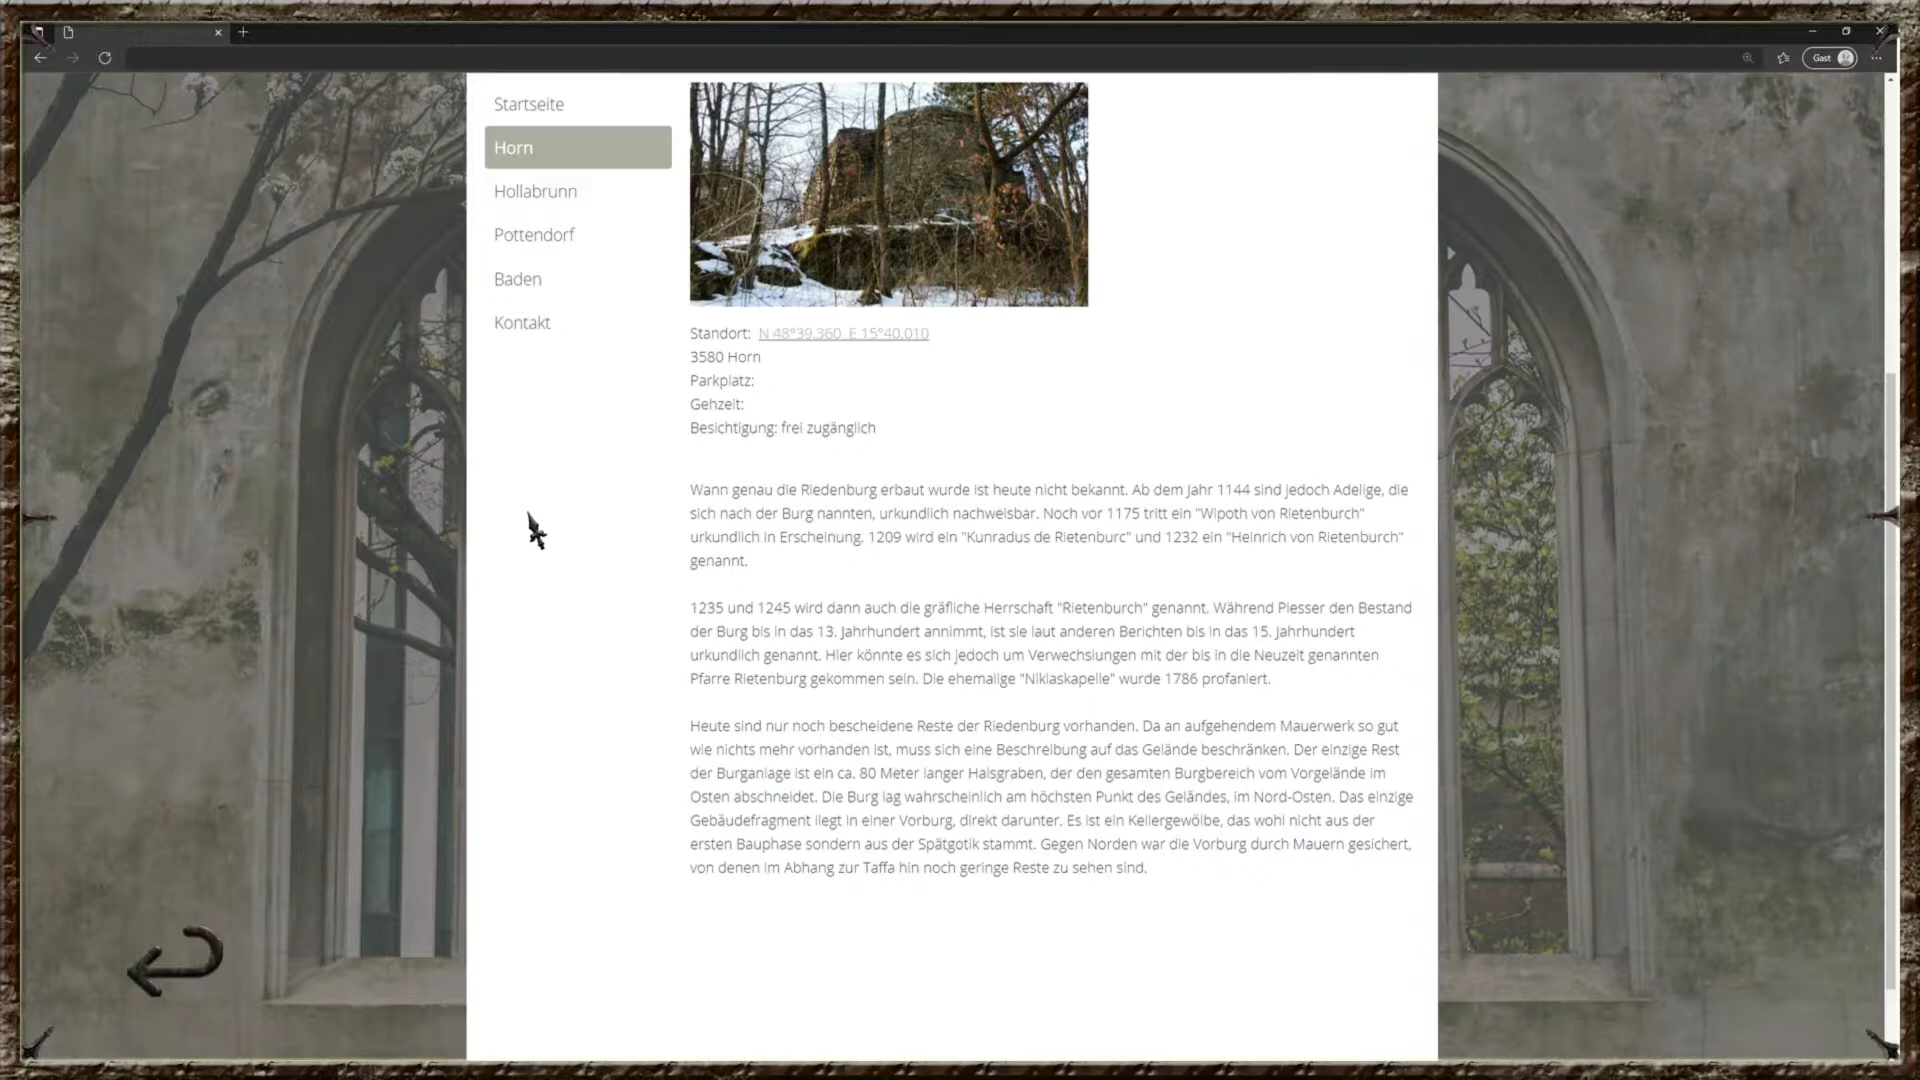 Gast
Startseite
Horn
Hollabrunn
Pottendorf
Baden
Kontakt
Standort: N 48°39.360 E 15°40.010
3580 Horn
Parkplatz:
Gehzeit:
Besichtigung: frei zugänglich
Wann genau die Riedenburg erbaut wurde ist heute nicht bekannt. Ab dem Jahr 1144 sind jedoch Adelige, die
sich nach der Burg nannten, urkundlich nachweisbar. Noch vor 1175 tritt ein "Wipoth von Rietenburch"
urkundlich in Erscheinung. 1209 wird ein "Kunradus de Rietenburc" und 1232 ein "Heinrich von Rietenburch"
genannt.
1235 und 1245 wird dann auch die gräfliche Herrschaft "Rietenburch" genannt. Während Plesser den Bestand
der Burg bis in das 13. Jahrhundert annimmt, ist sie laut anderen Berichten bis in das 15. Jahrhundert
urkundlich genannt. Hier könnte es sich jedoch um Verwechslungen mit der bis in die Neuzeit genannten
Pfarre Rietenburg gekommen sein. Die ehemalige "Niklaskapelle" wurde 1786 profaniert.
Heute sind nur noch bescheidene Reste der Riedenburg vorhanden. Da an aufgehendem Mauerwerk so gut
wie nichts mehr vorhanden ist, muss sich eine Beschreibung auf das Gelände beschränken. Der einzige Rest
der Burganlage ist ein ca. 80 Meter langer Halsgraben, der den gesamten Burgbereich vom Vorgelände im
Osten abschneidet. Die Burg lag wahrscheinlich am höchsten Punkt des Geländes, im Nord-Osten. Das einzige
Gebäudefragment liegt in einer Vorburg, direkt darunter. Es ist ein Kellergewölbe, das wohl nicht aus der
ersten Bauphase sondern aus der Spätgotik stammt. Gegen Norden war die Vorburg durch Mauern gesichert,
von denen im Abhang zur Taffa hin noch geringe Reste zu sehen sind.